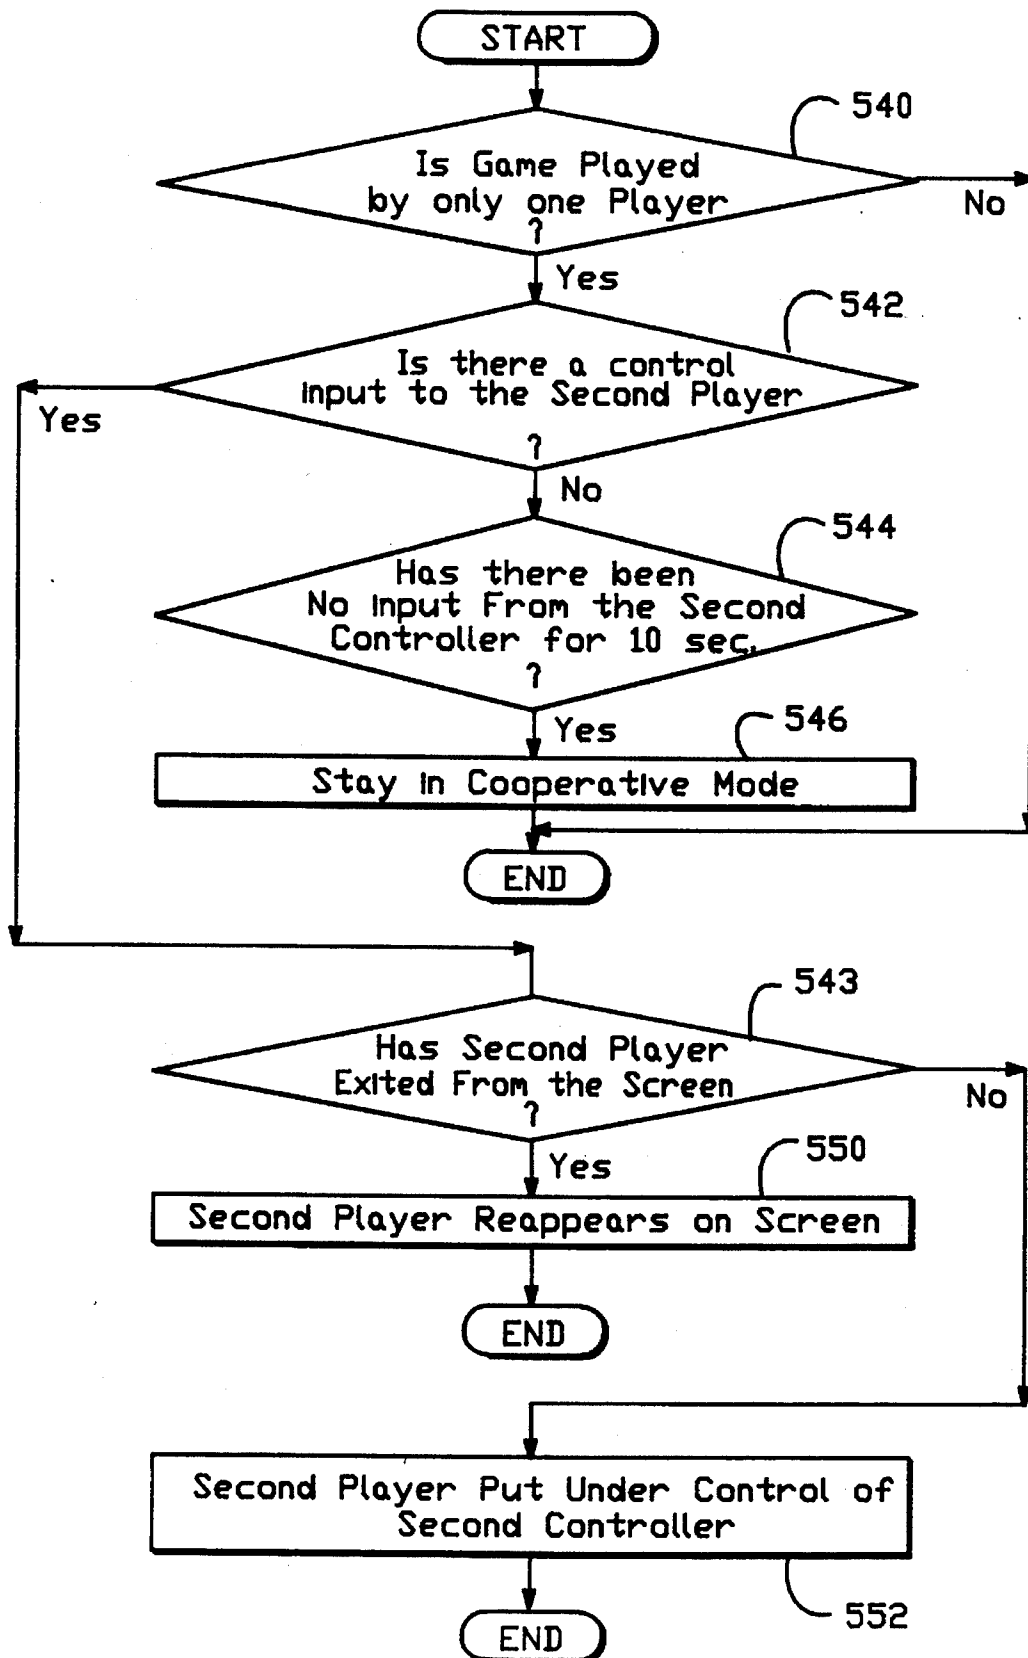 START
540
Is Game Played
by only one Player
?
No
Yes
542
Is there a control
Input to the Second Player
?
Yes
No
544
Has there been
No Input From the Second
Controller for 10 sec.
?
Yes
546
Stay In Cooperative Mode
END
543
Has Second Player
Exited From the Screen
?
No
Yes
550
Second Player Reappears on Screen
END
Second Player Put Under Control of
Second Controller
552
END